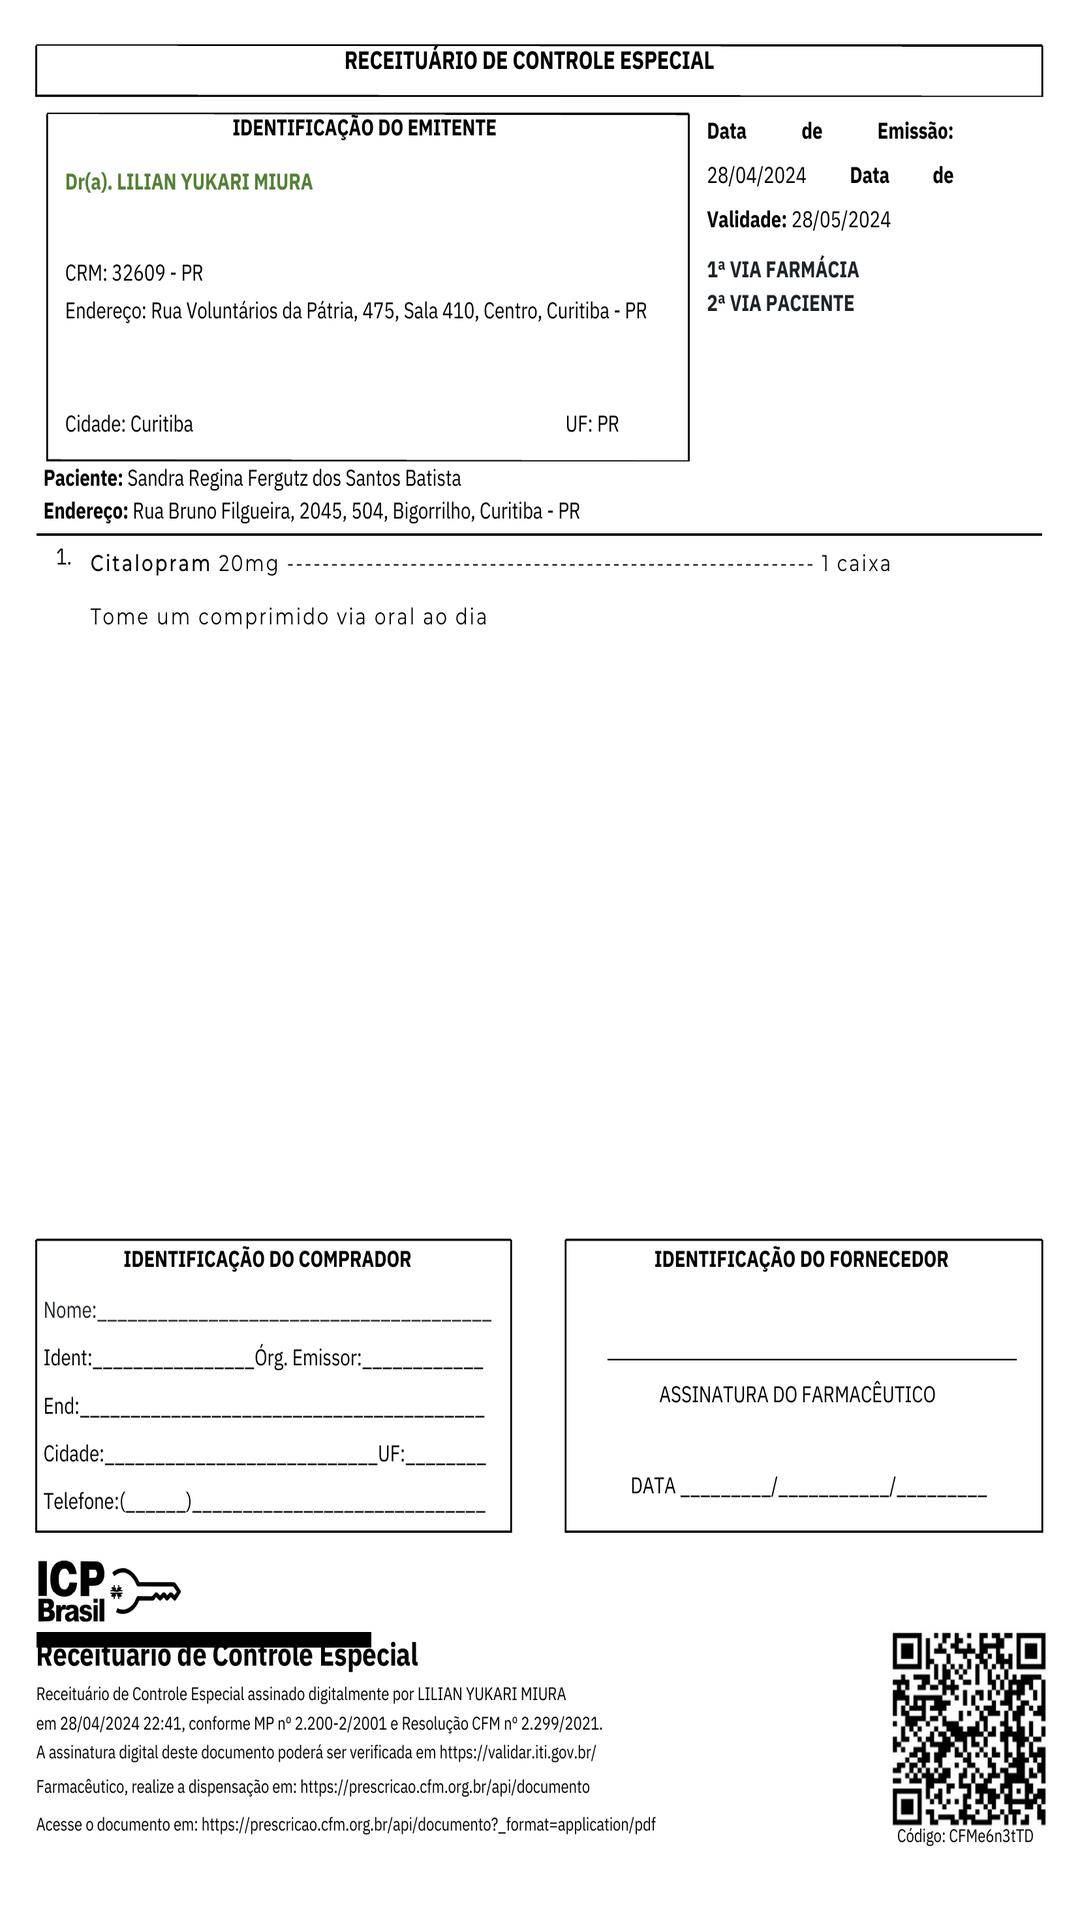 RECEITUÁRIO DE CONTROLE ESPECIAL
IDENTIFICAÇÃO DO EMITENTE
Dr(a). LILIAN YUKARI MIURA
CRM: 32609 - PR
Endereço: Rua Voluntários da Pátria, 475, Sala 410, Centro, Curitiba - PR
Cidade: Curitiba UF: PR
Data de Emissão:
28/04/2024 Data de
Validade: 28/05/2024
1ª VIA FARMÁCIA
2ª VIA PACIENTE
Paciente: Sandra Regina Fergutz dos Santos Batista
Endereço: Rua Bruno Filgueira, 2045, 504, Bigorrilho, Curitiba - PR
1. Citalopram 20mg ------------------------------------------------------------ 1 caixa
Tome um comprimido via oral ao dia
IDENTIFICAÇÃO DO COMPRADOR
Nome:_______________________________________
Ident:________________Órg. Emissor:____________
End:________________________________________
Cidade:___________________________UF:________
Telefone:(______)_____________________________
IDENTIFICAÇÃO DO FORNECEDOR
ASSINATURA DO FARMACÊUTICO
DATA _________/___________/_________
ICP
Brasil
Receituário de Controle Especial
Receituário de Controle Especial assinado digitalmente por LILIAN YUKARI MIURA
em 28/04/2024 22:41, conforme MP nº 2.200-2/2001 e Resolução CFM nº 2.299/2021.
A assinatura digital deste documento poderá ser verificada em https://validar.iti.gov.br/
Farmacêutico, realize a dispensação em: https://prescricao.cfm.org.br/api/documento
Acesse o documento em: https://prescricao.cfm.org.br/api/documento?_format=application/pdf
Código: CFMe6n3tTD